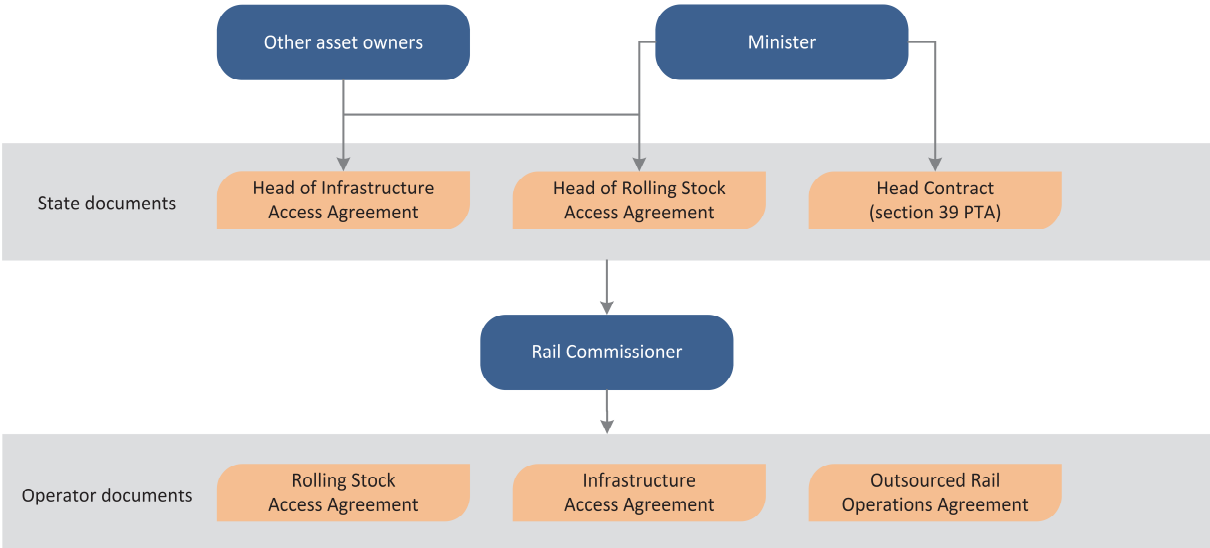 Other asset owners
Minister
State documents
Head of Infrastructure
Access Agreement
Head of Rolling Stock
Access Agreement
Head Contract
(section 39 PTA)
Rail Commissioner
Operator documents
Rolling Stock
Access Agreement
Infrastructure
Access Agreement
Outsourced Rail
Operations Agreement